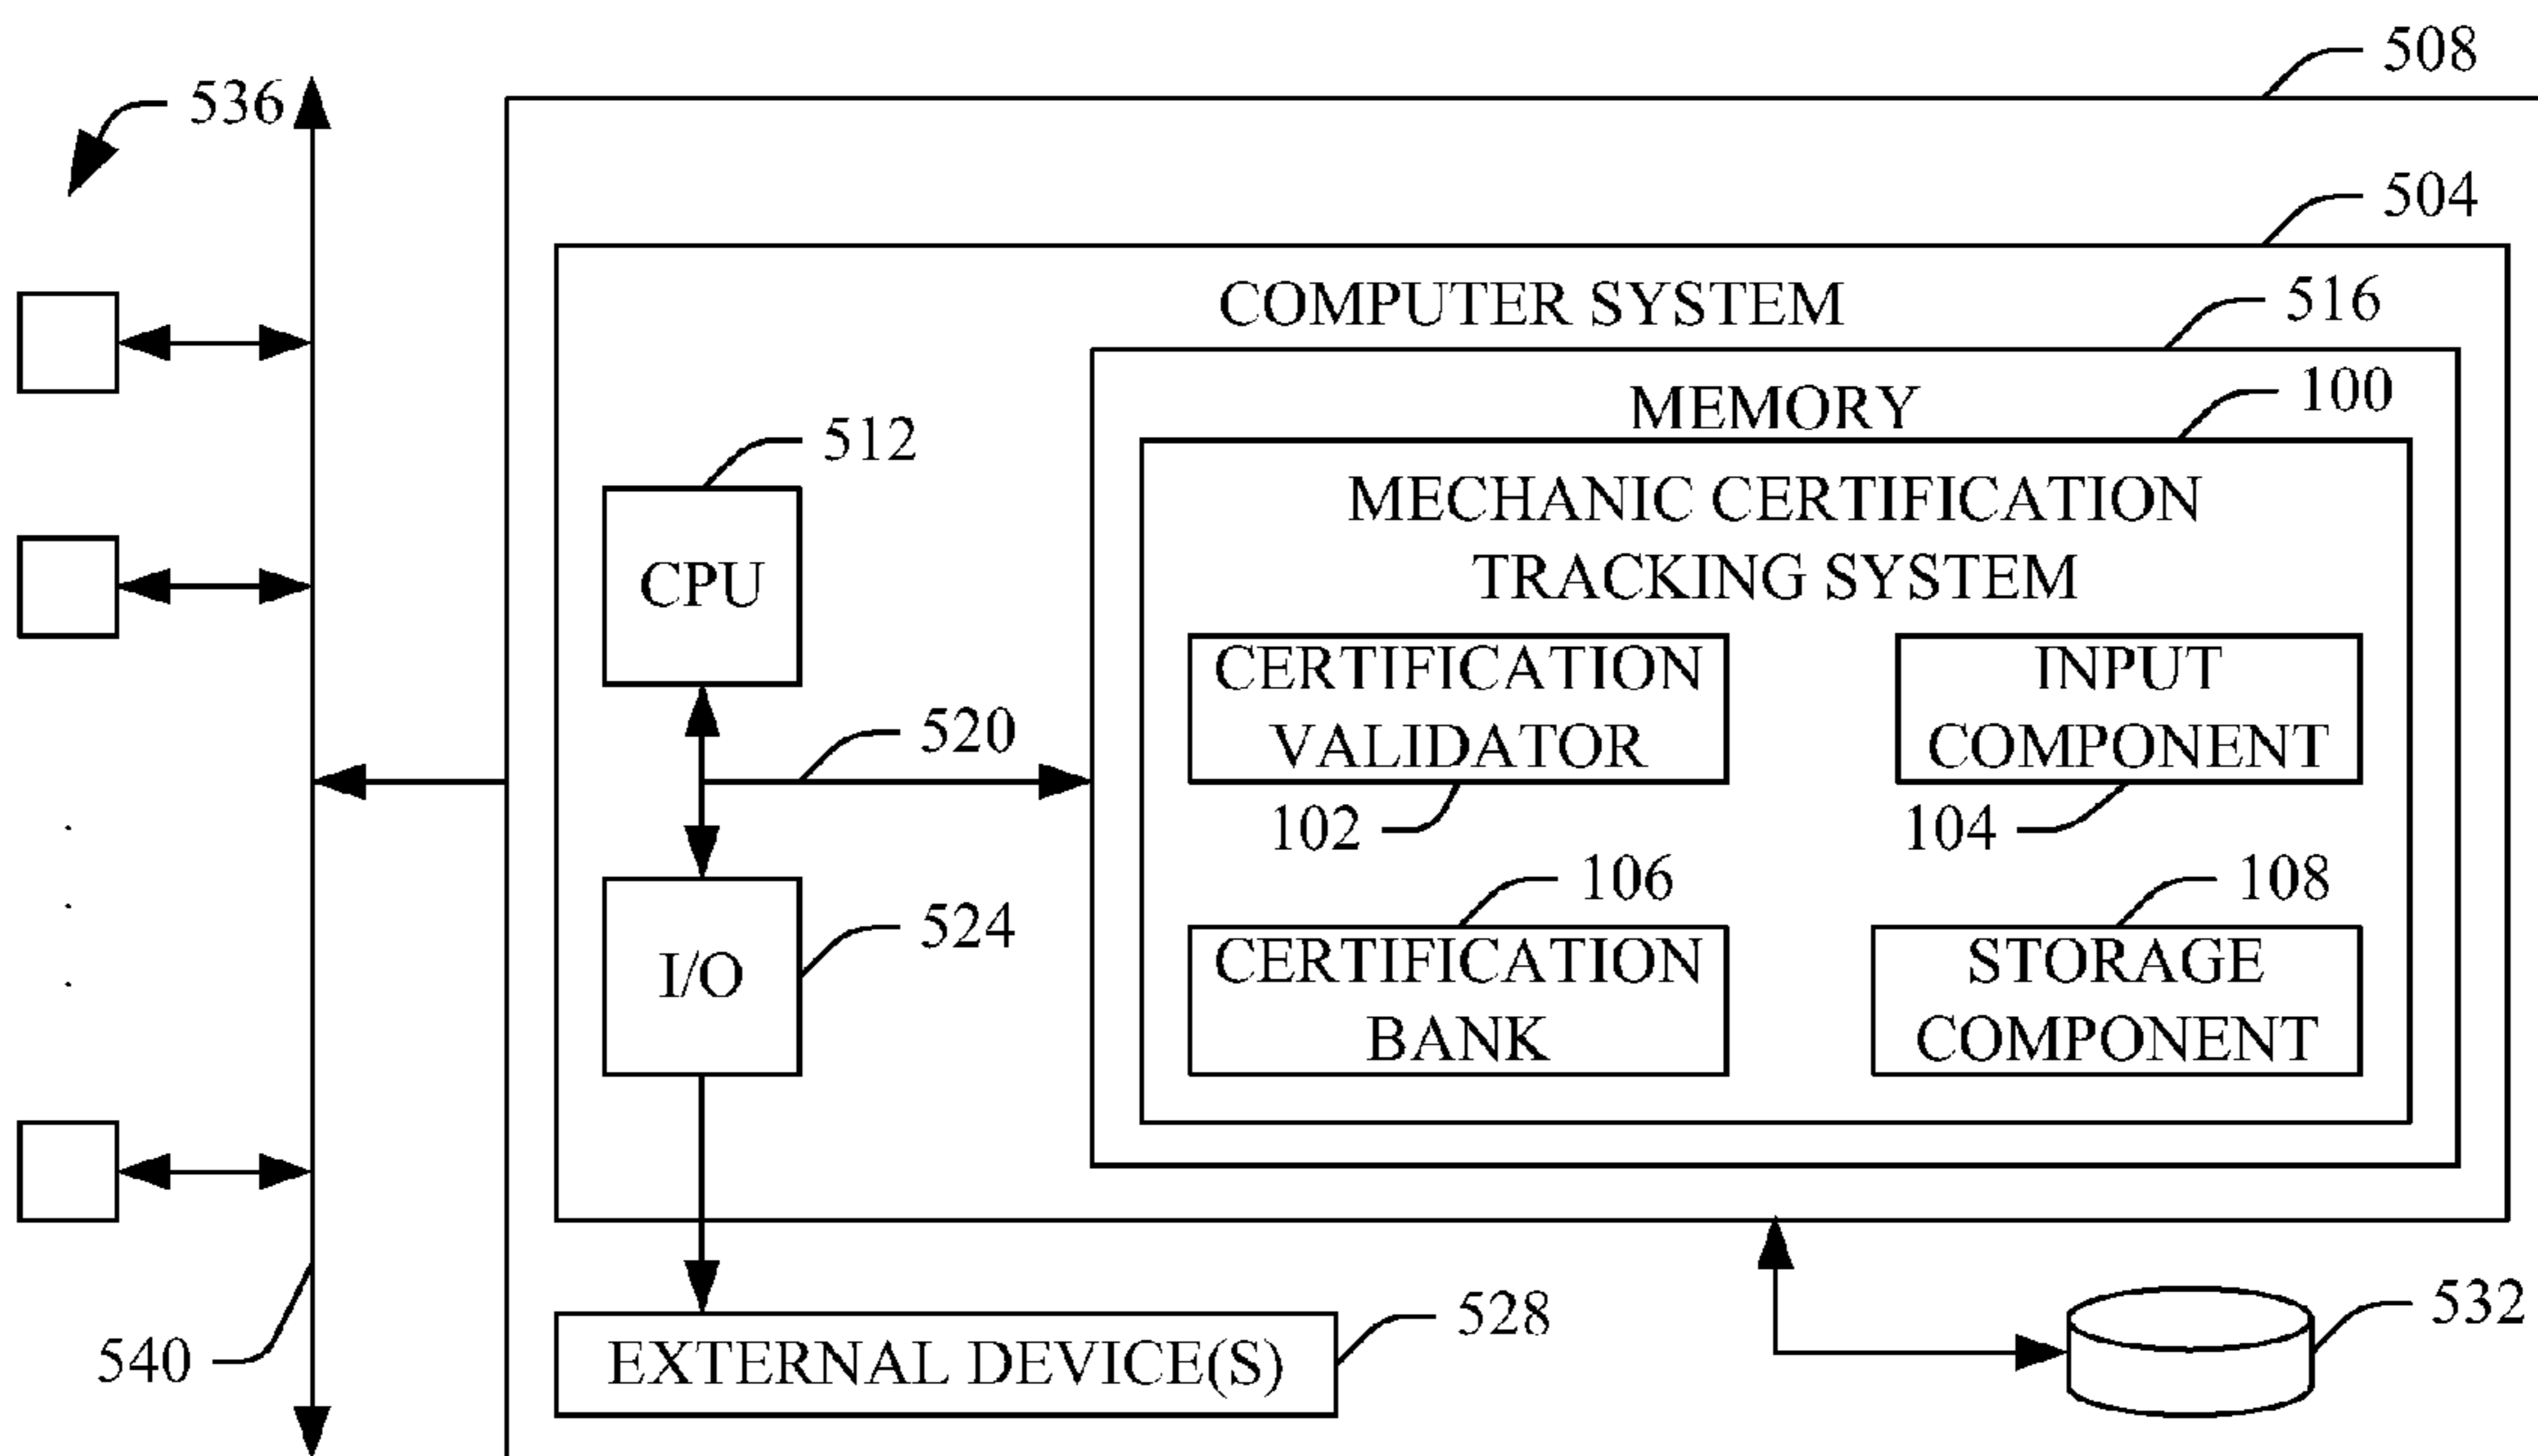 508
536
504
COMPUTER SYSTEM
516
MEMORY
100
512
MECHANIC CERTIFICATION
TRACKING SYSTEM
CPU
CERTIFICATION
VALIDATOR
INPUT
COMPONENT
520
102
104
106
108
524
I/O
CERTIFICATION
BANK
STORAGE
COMPONENT
528
532
540
EXTERNAL DEVICE(S)